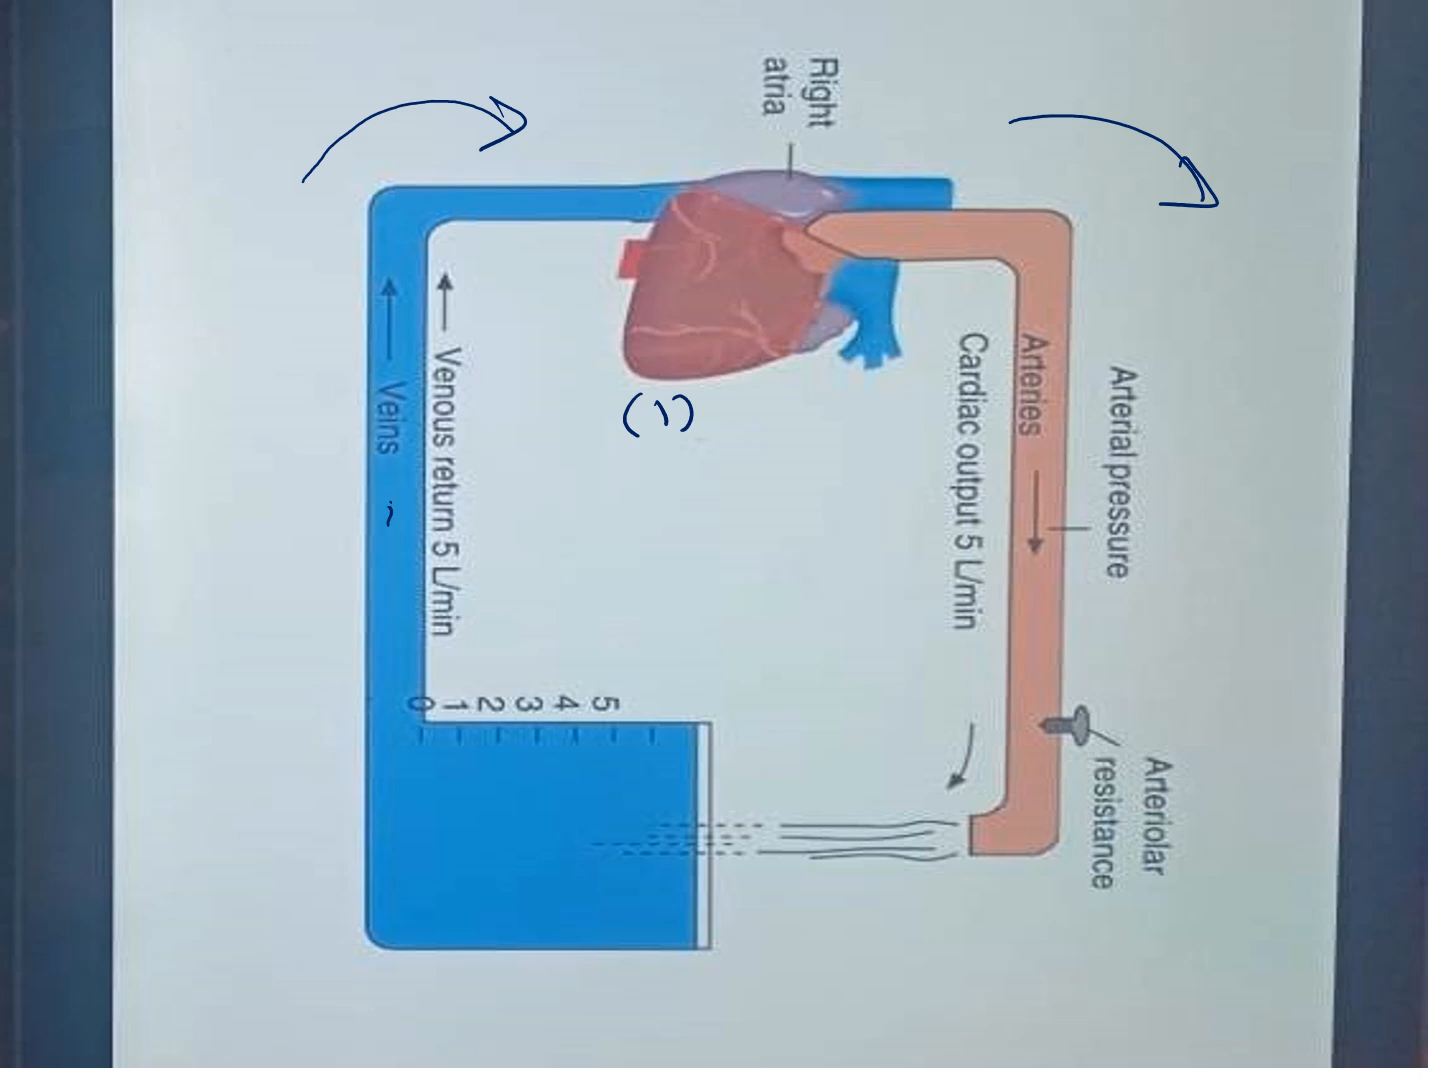 Right
atria
Arterial pressure
Arteries
Cardiac output 5 L/min
Arteriolar
resistance
Venous return 5 L/min
Veins
5
4
3
2
1
0
(١)